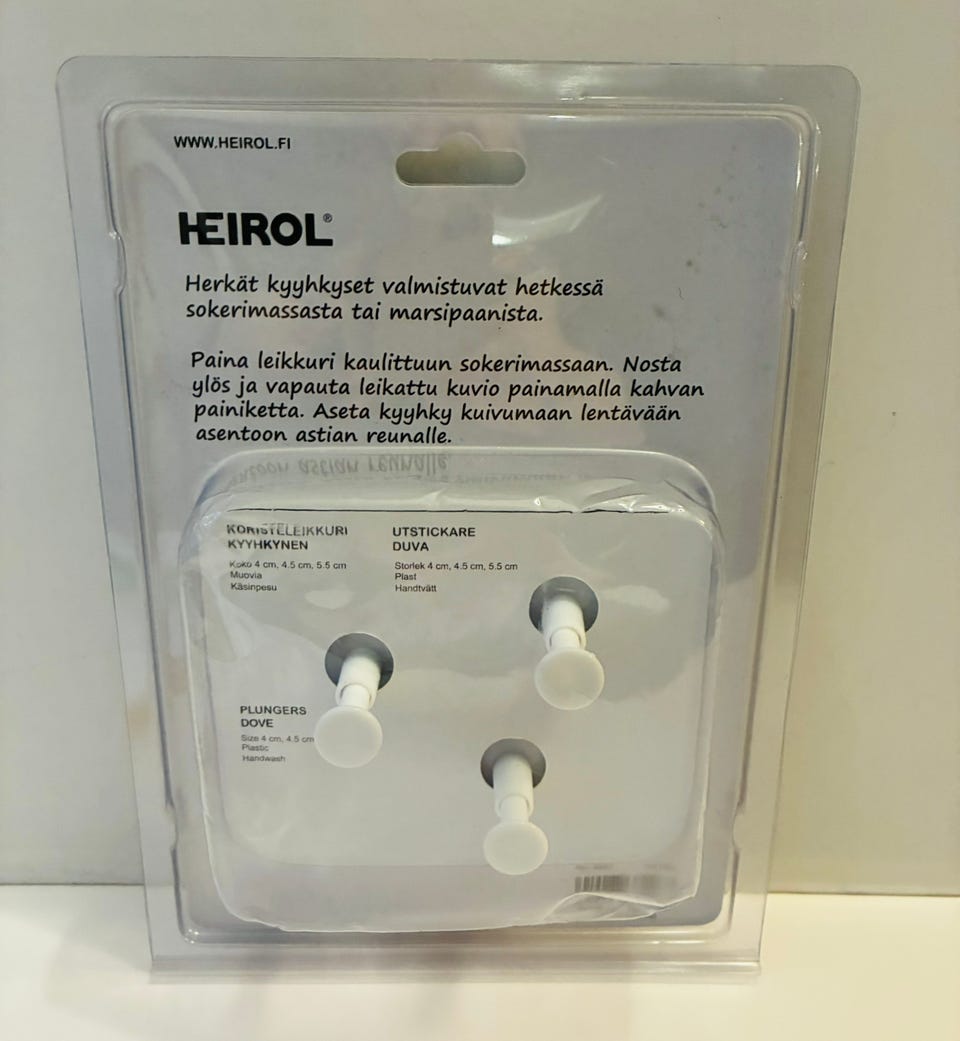 WWW.HEIROL.FI
HEIROL®
Herkät kyyhkyset valmistuvat hetkessä
sokerimassasta tai marsipaanista.
Paina leikkuri kaulittuun sokerimassaan. Nosta
ylös ja vapauta leikattu kuvio painamalla kahvan
painiketta. Aseta kyyhky kuivumaan lentävään
asentoon astian reunalle.
KORISTELEIKKURI
KYYHKYNEN
Koko 4 cm, 4.5 cm, 5.5 cm
Muovia
Käsinpesu
UTSTICKARE
DUVA
Storlek 4 cm, 4.5 cm, 5.5 cm
Plast
Handtvätt
PLUNGERS
DOVE
Size 4 cm, 4.5 cm
Plastic
Handwash